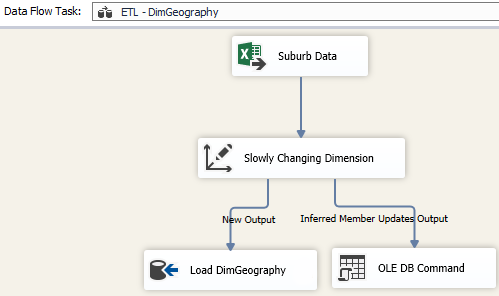 Data Flow Task: ETL - DimGeography
Suburb Data
Slowly Changing Dimension
New Output
Inferred Member Updates Output
Load DimGeography
OLE DB Command